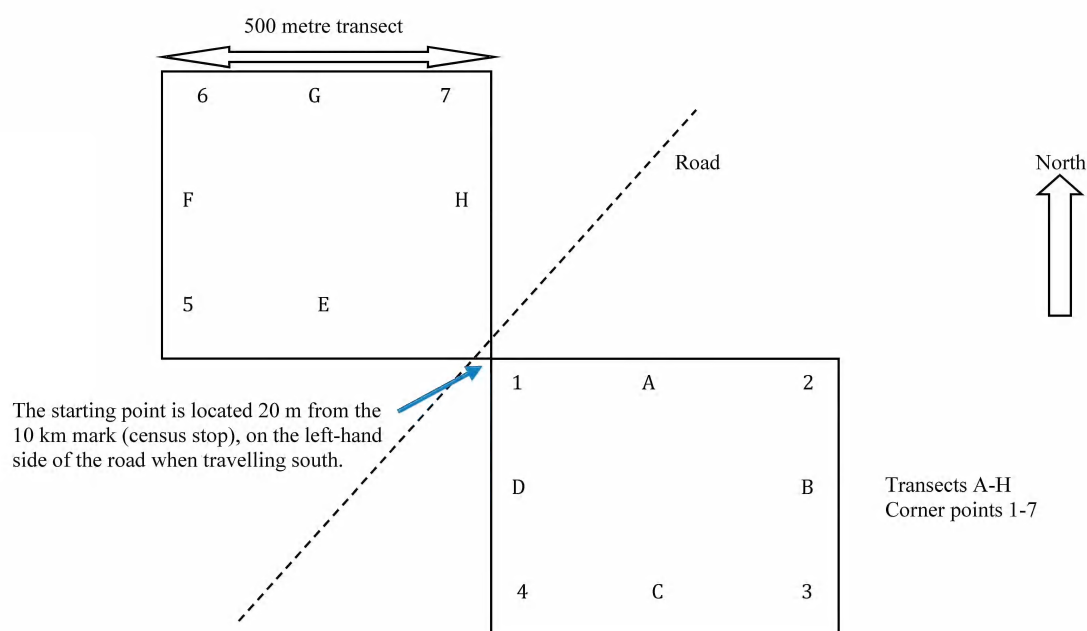 500 metre transect
6 G 7
Road
North
F H
5 E
1 A 2
The starting point is located 20 m from the
10 km mark (census stop), on the left-hand
side of the road when travelling south.
D B
Transects A-H
Corner points 1-7
4 C 3